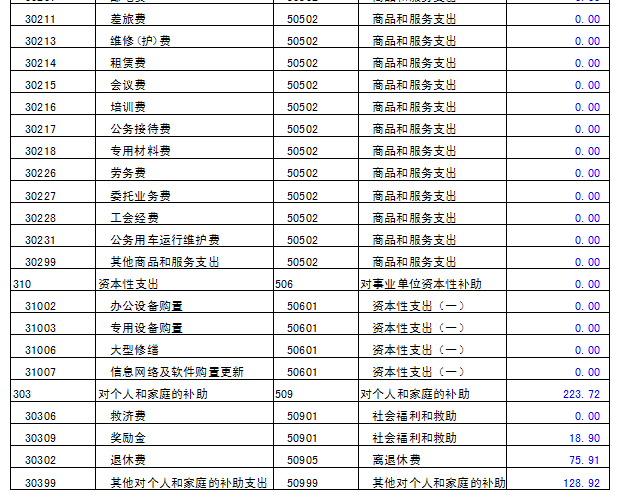 30211 差旅费 50502 商品和服务支出 0.00
30213 维修(护)费 50502 商品和服务支出 0.00
30214 租赁费 50502 商品和服务支出 0.00
30215 会议费 50502 商品和服务支出 0.00
30216 培训费 50502 商品和服务支出 0.00
30217 公务接待费 50502 商品和服务支出 0.00
30218 专用材料费 50502 商品和服务支出 0.00
30226 劳务费 50502 商品和服务支出 0.00
30227 委托业务费 50502 商品和服务支出 0.00
30228 工会经费 50502 商品和服务支出 0.00
30231 公务用车运行维护费 50502 商品和服务支出 0.00
30299 其他商品和服务支出 50502 商品和服务支出 0.00
310 资本性支出 506 对事业单位资本性补助 0.00
31002 办公设备购置 50601 资本性支出（一） 0.00
31003 专用设备购置 50601 资本性支出（一） 0.00
31006 大型修缮 50601 资本性支出（一） 0.00
31007 信息网络及软件购置更新 50601 资本性支出（一） 0.00
303 对个人和家庭的补助 509 对个人和家庭的补助 223.72
30306 救济费 50901 社会福利和救助 0.00
30309 奖励金 50901 社会福利和救助 18.90
30302 退休费 50905 离退休费 75.91
30399 其他对个人和家庭的补助支出 50999 其他对个人和家庭的补助 128.92